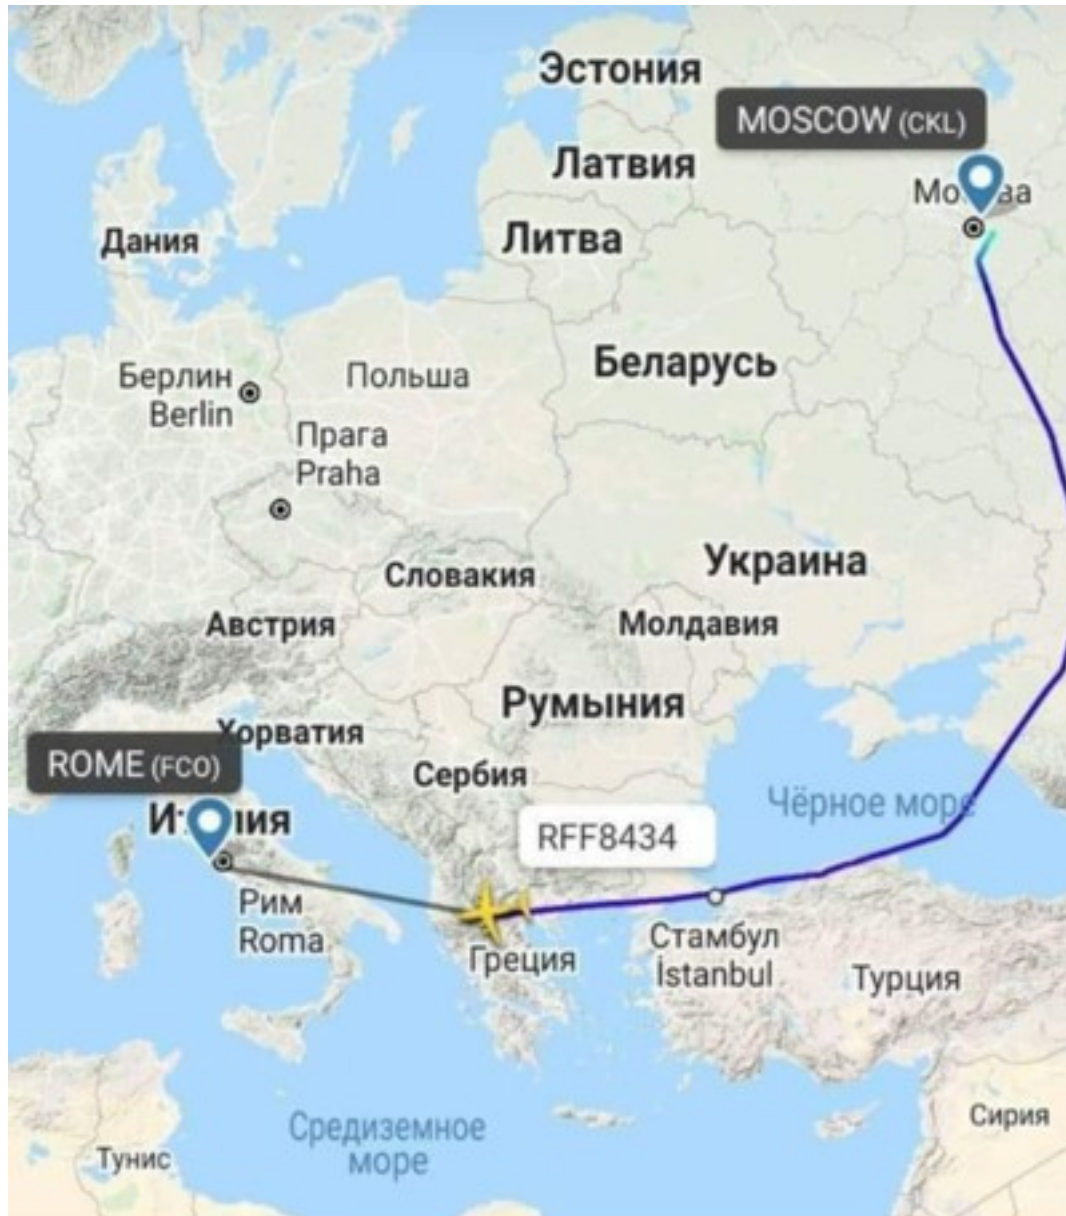 Эстония
MOSCOW (CKL)
Латвия
Литва
Дания
Беларусь
Берлин
Berlin
Польша
Прага
Praha
Украина
Словакия
Австрия
Молдавия
Румыния
Хорватия
ROME (FCO)
Сербия
Чёрное море
RFF8434
Рим
Roma
Греция
Стамбул
İstanbul
Турция
Сирия
Средиземное
море
Тунис